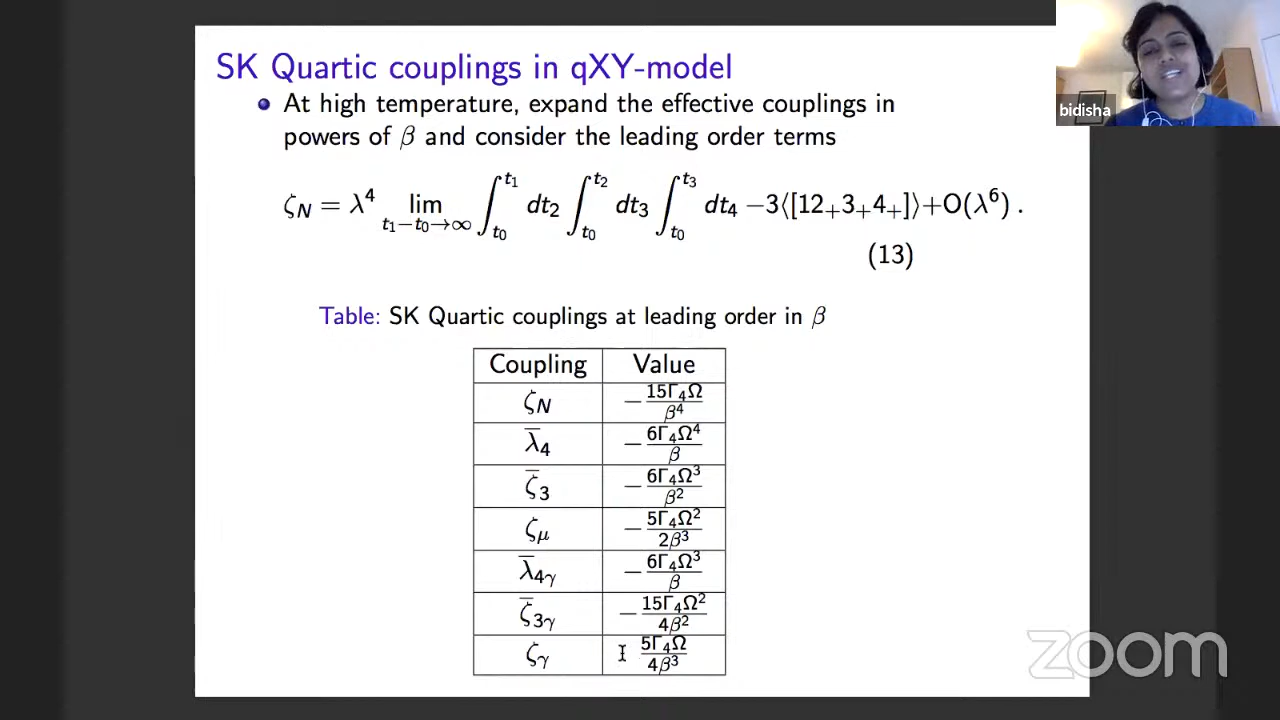 SK Quartic couplings in qXY-model
At high temperature, expand the effective couplings in
powers of β and consider the leading order terms
ζ_N = λ^4 lim_{t_1−t_0→∞} ∫_{t_0}^{t_1} dt_2 ∫_{t_0}^{t_2} dt_3 ∫_{t_0}^{t_3} dt_4 −3⟨[12_+3_+4_+]⟩+O(λ^6) .
(13)
Table: SK Quartic couplings at leading order in β
Coupling Value
ζ_N −15Γ_4Ω/β^4
λ̅_4 −6Γ_4Ω^4/β
ζ̅_3 −6Γ_4Ω^3/β^2
ζ_μ −5Γ_4Ω^2/2β^3
λ̅_{4γ} −6Γ_4Ω^3/β
ζ̅_{3γ} −15Γ_4Ω^2/4β^2
ζ_γ 5Γ_4Ω/4β^3
bidisha
zoom